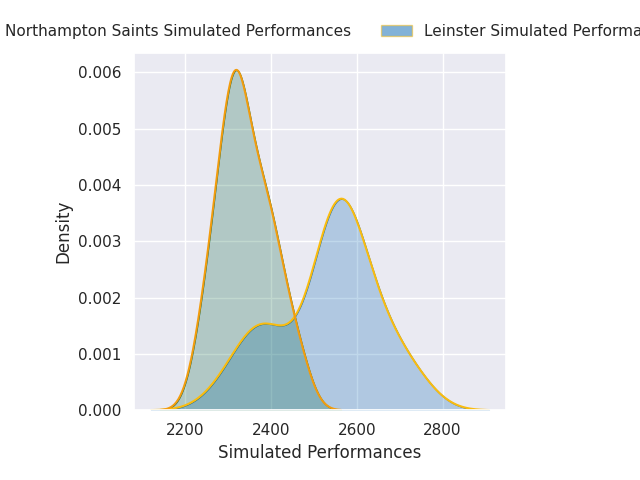 Northampton Saints Simulated Performances
Leinster Simulated Performa
0.006
0.005
0.004
0.003
0.002
0.001
0.000
Density
2200 2400 2600 2800
Simulated Performances